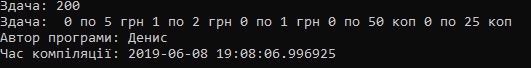 Здача: 200
Здача:  0 по 5 грн 1 по 2 грн 0 по 1 грн 0 по 50 коп 0 по 25 коп
Автор програми: Денис
Час компіляції: 2019-06-08 19:08:06.996925